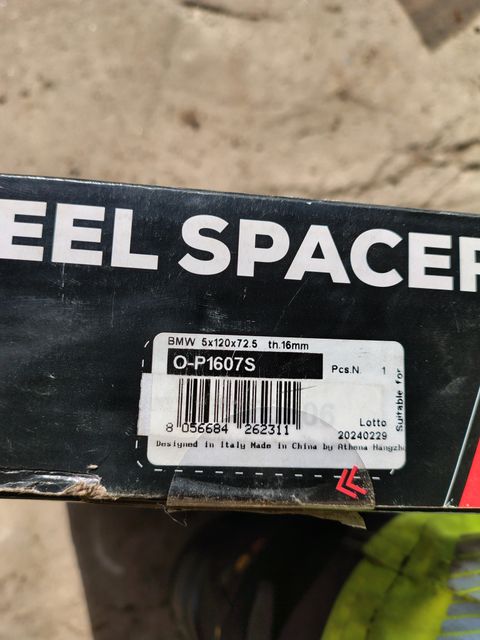 EEL SPACER
BMW 5x120x72.5 th.16mm
O-P1607S
Pcs.N. 1
8 056684 262311
Lotto
20240229
Suitable for
Designed in Italy Made in China by Athena Hangzho